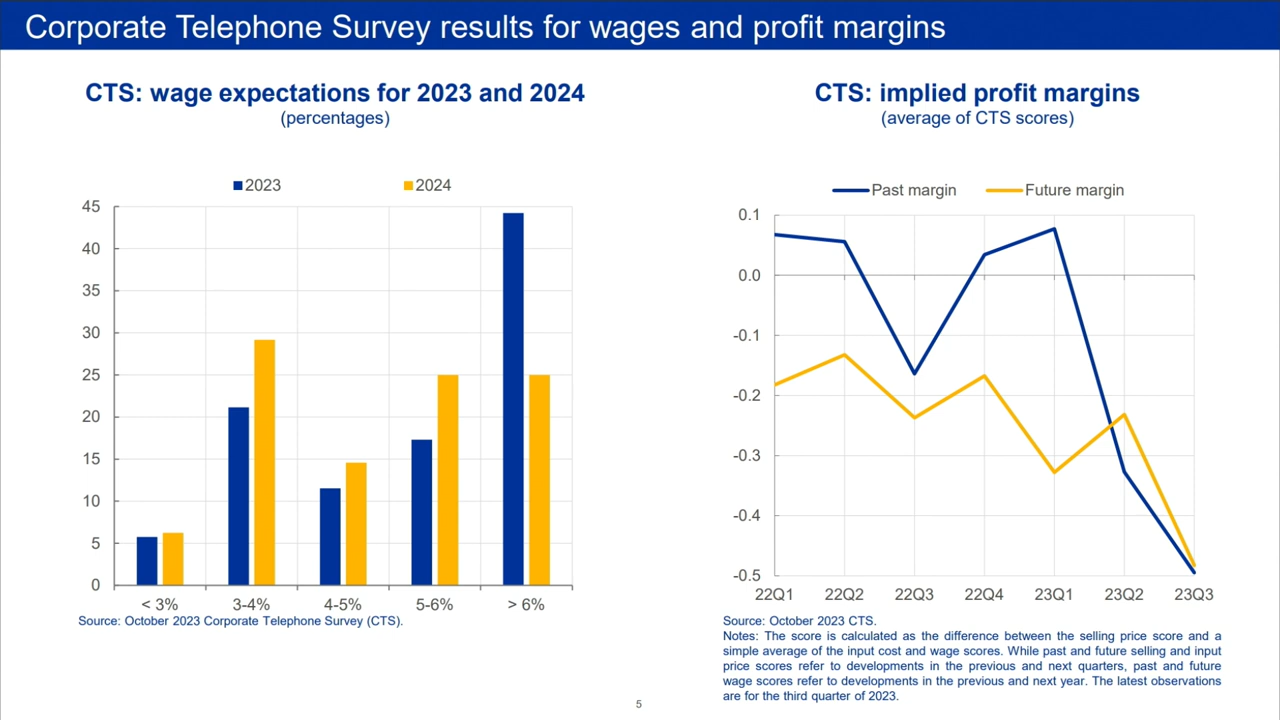 Corporate Telephone Survey results for wages and profit margins
CTS: wage expectations for 2023 and 2024
(percentages)
2023 2024
45
40
35
30
25
20
15
10
5
0
< 3% 3-4% 4-5% 5-6% > 6%
Source: October 2023 Corporate Telephone Survey (CTS).
CTS: implied profit margins
(average of CTS scores)
Past margin Future margin
0.1
0.0
-0.1
-0.2
-0.3
-0.4
-0.5
22Q1 22Q2 22Q3 22Q4 23Q1 23Q2 23Q3
Source: October 2023 CTS.
Notes: The score is calculated as the difference between the selling price score and a
simple average of the input cost and wage scores. While past and future selling and input
price scores refer to developments in the previous and next quarters, past and future
wage scores refer to developments in the previous and next year. The latest observations
are for the third quarter of 2023.
5